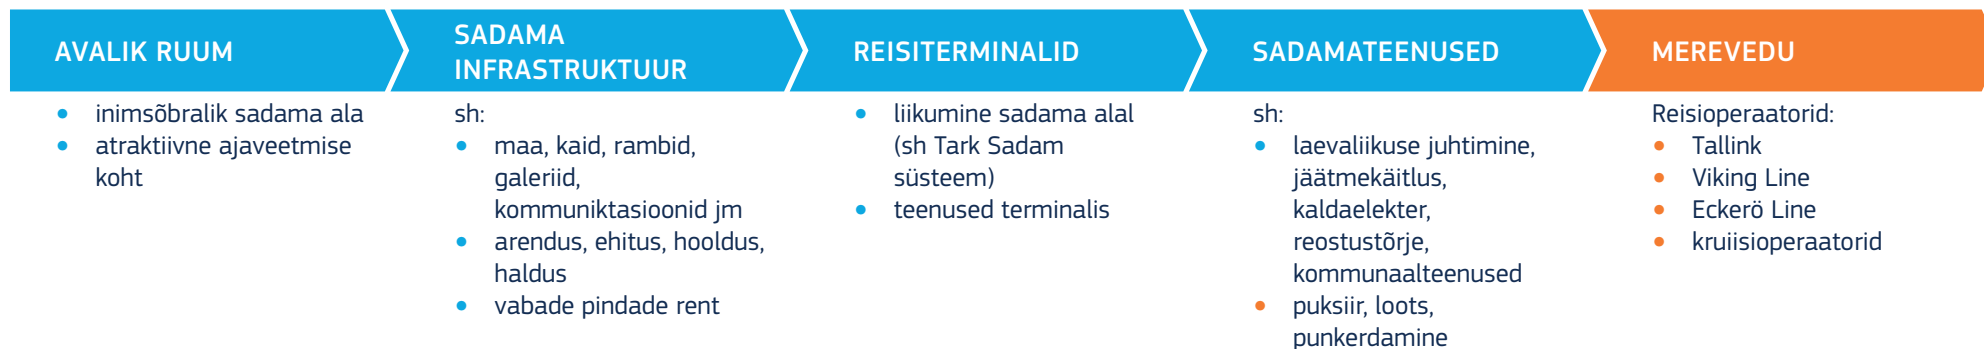 AVALIK RUUM
inimsõbralik sadama ala
atraktiivne ajaveetmise
koht
SADAMA
INFRASTRUKTUUR
sh:
maa, kaid, rambid,
galeriid,
kommuniktasioonid jm
arendus, ehitus, hooldus,
haldus
vabade pindade rent
REISITERMINALID
liikumine sadama alal
(sh Tark Sadam
süsteem)
teenused terminalis
SADAMATEENUSED
sh:
laevaliikuse juhtimine,
jäätmekäitlus,
kaldaelekter,
reostustõrje,
kommunaalteenused
puksiir, loots,
punkerdamine
MEREVEDU
Reisioperaatorid:
Tallink
Viking Line
Eckerö Line
kruiisioperaatorid